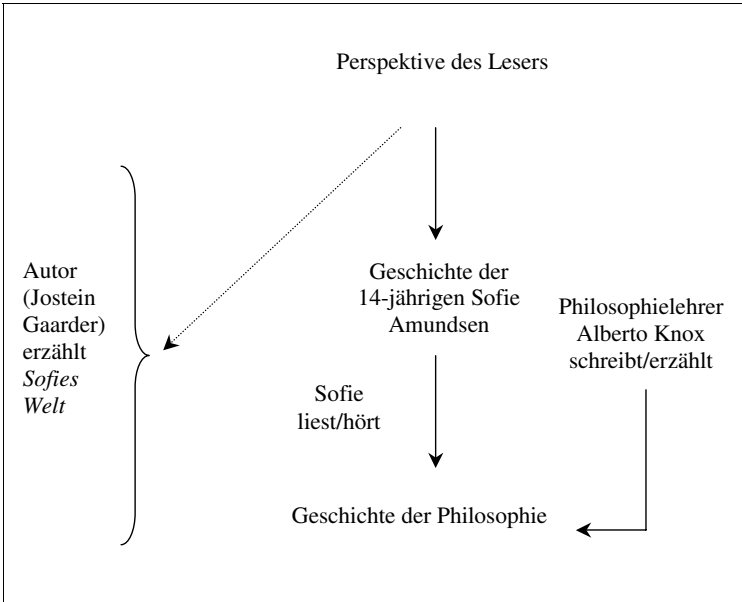 Perspektive des Lesers
Autor
(Jostein
Gaarder)
erzählt
Sofies
Welt
Geschichte der
14-jährigen Sofie
Amundsen
Philosophielehrer
Alberto Knox
schreibt/erzählt
Sofie
liest/hört
Geschichte der Philosophie